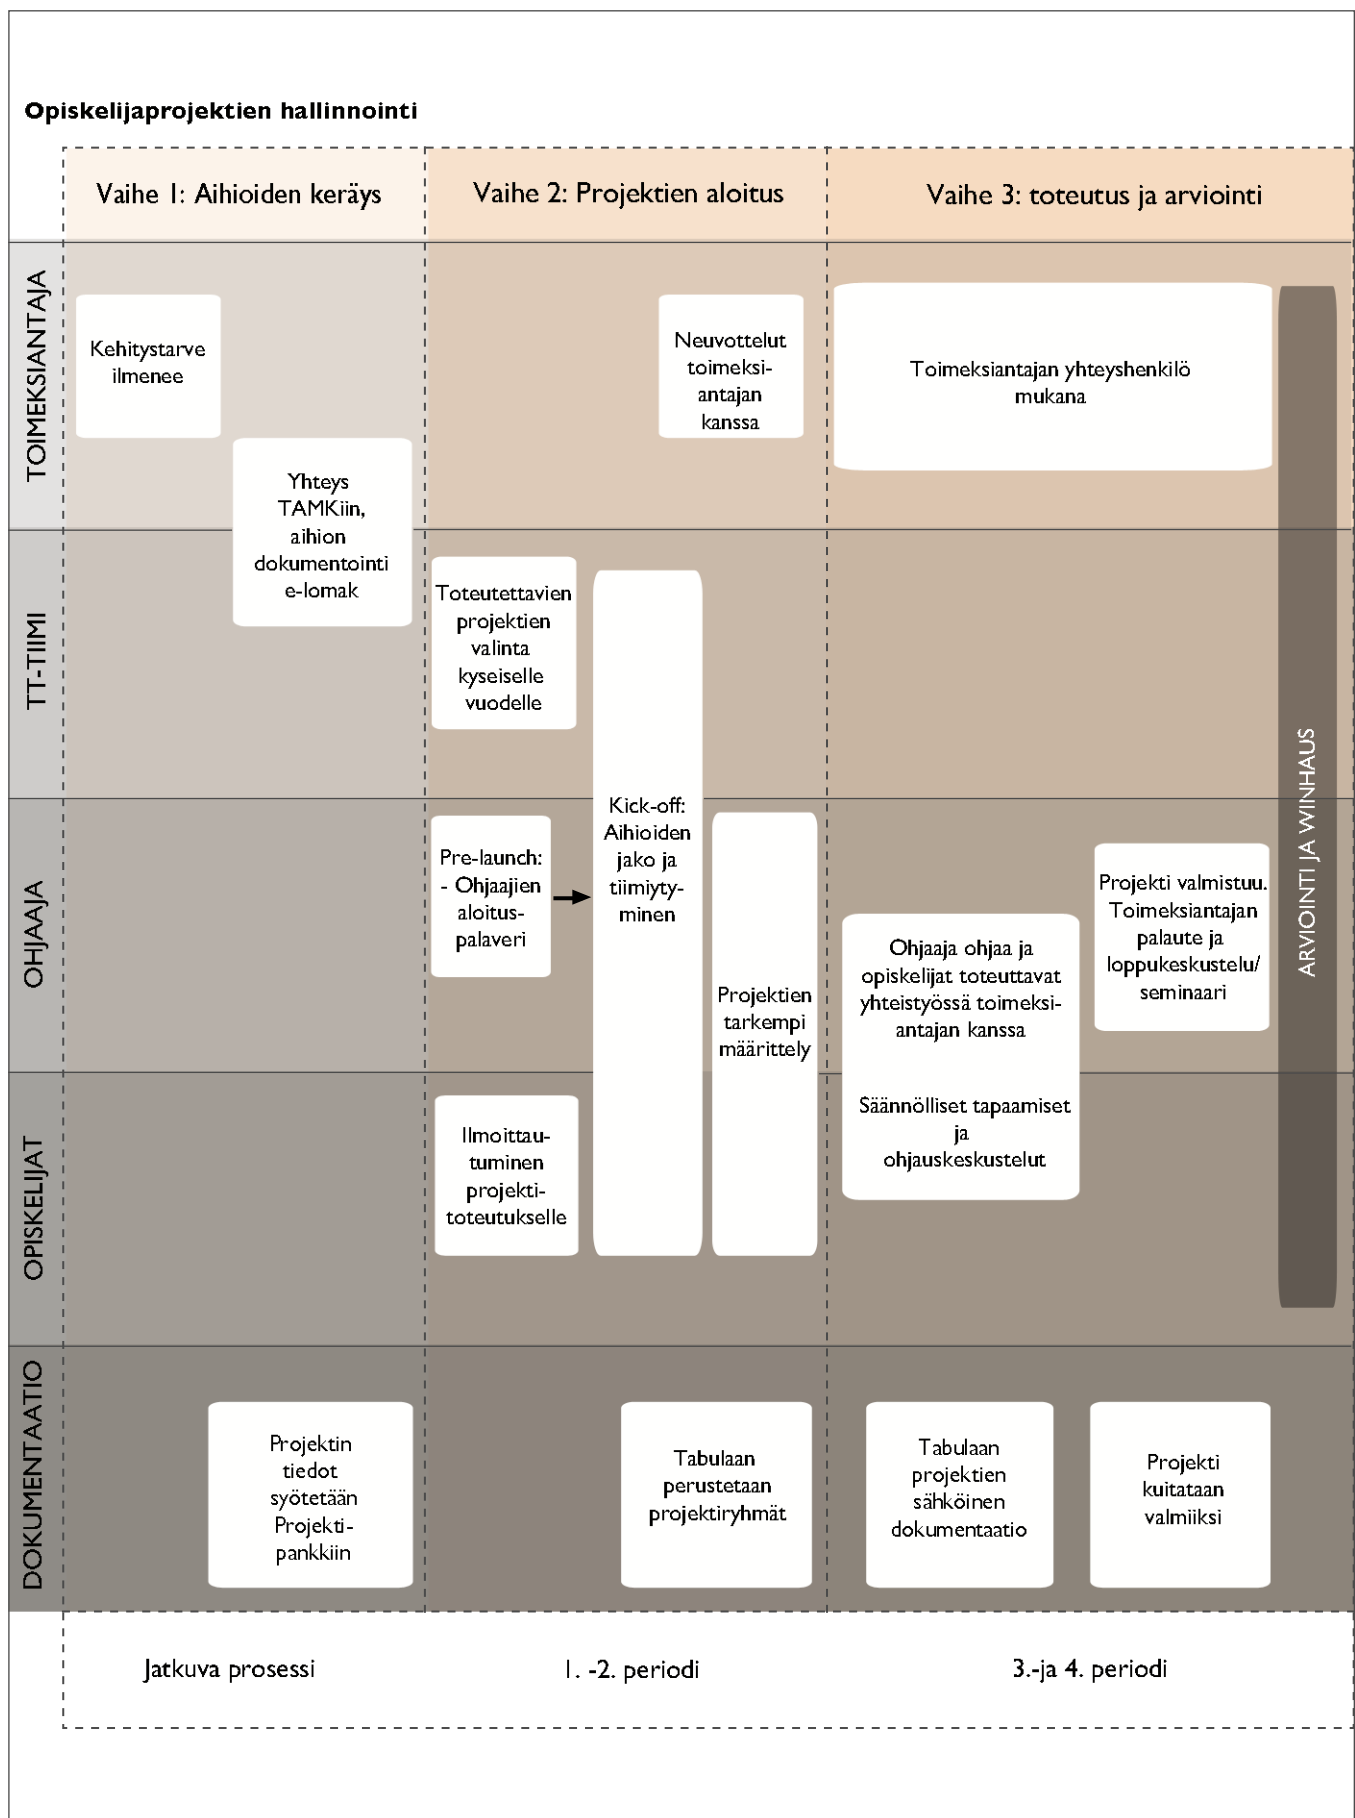 Opiskelijaprojektien hallinnointi
Vaihe 1: Aihioiden keräys
Vaihe 2: Projektien aloitus
Vaihe 3: toteutus ja arviointi
TOIMEKSIANTAJA
Kehitystarve
ilmenee
Yhteys
TAMKiin,
aihion
dokumentointi
e-lomak
Neuvottelut
toimeksi-
antajan
kanssa
Toimeksiantajan yhteyshenkilö
mukana
TT-TIIMI
Toteutettavien
projektien
valinta
kyseiselle
vuodelle
Kick-off:
Aihioiden
jako ja
tiimiyty-
minen
OHJAAJA
Pre-launch:
- Ohjaajien
aloitus-
palaveri
Projektien
tarkempi
määrittely
Ohjaaja ohjaa ja
opiskelijat toteuttavat
yhteistyössä toimeksi-
antajan kanssa
Säännölliset tapaamiset
ja
ohjauskeskustelut
Projekti valmistuu.
Toimeksiantajan
palaute ja
loppukeskustelu/
seminaari
ARVIOINTI JA WINHAUS
OPISKELIJAT
Ilmoittau-
tuminen
projekti-
toteutukselle
DOKUMENTAATIO
Projektin
tiedot
syötetään
Projekti-
pankkiin
Tabulaan
perustetaan
projektiryhmät
Tabulaan
projektien
sähköinen
dokumentaatio
Projekti
kuitataan
valmiiksi
Jatkuva prosessi
1. -2. periodi
3.-ja 4. periodi